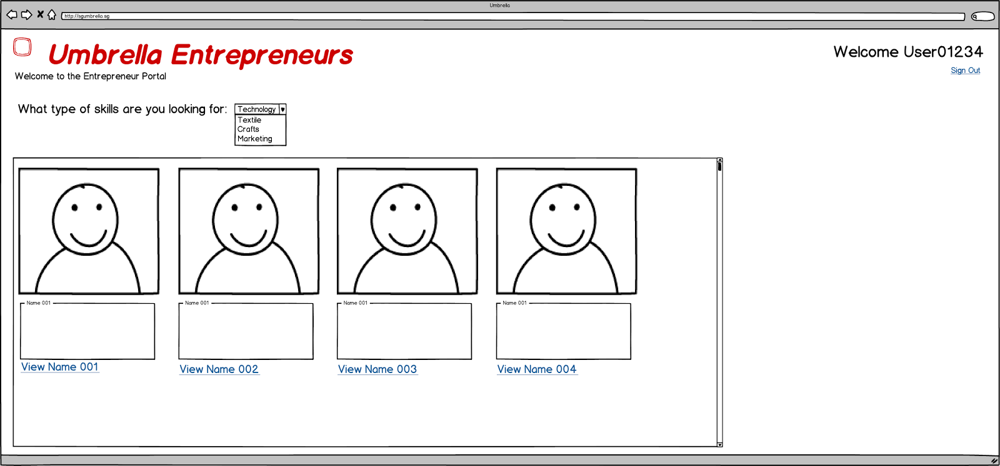 Umbrella
http://sgumbrella.sg
Umbrella Entrepreneurs
Welcome User01234
Welcome to the Entrepreneur Portal
Sign Out
What type of skills are you looking for:
Technology
Textile
Crafts
Marketing
Name 001
Name 001
Name 001
Name 001
View Name 001
View Name 002
View Name 003
View Name 004